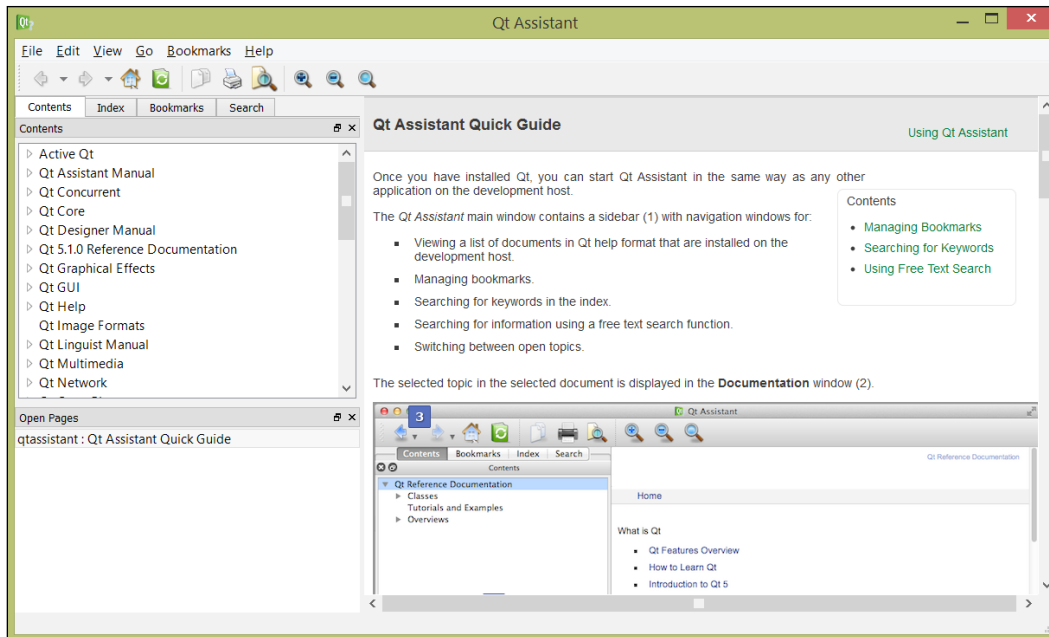 Qt Assistant
File Edit View Go Bookmarks Help
Contents Index Bookmarks Search
Contents
Active Qt
Qt Assistant Manual
Qt Concurrent
Qt Core
Qt Designer Manual
Qt 5.1.0 Reference Documentation
Qt Graphical Effects
Qt GUI
Qt Help
Qt Image Formats
Qt Linguist Manual
Qt Multimedia
Qt Network
Open Pages
qtassistant : Qt Assistant Quick Guide
Qt Assistant Quick Guide
Using Qt Assistant
Once you have installed Qt, you can start Qt Assistant in the same way as any other
application on the development host.
The Qt Assistant main window contains a sidebar (1) with navigation windows for:
Viewing a list of documents in Qt help format that are installed on the
development host.
Managing bookmarks.
Searching for keywords in the index.
Searching for information using a free text search function.
Switching between open topics.
Contents
Managing Bookmarks
Searching for Keywords
Using Free Text Search
The selected topic in the selected document is displayed in the Documentation window (2).
3
Qt Assistant
Contents Bookmarks Index Search
Contents
Qt Reference Documentation
Classes
Tutorials and Examples
Overviews
Qt Reference Documentation
Home
What is Qt
Qt Features Overview
How to Learn Qt
Introduction to Qt 5